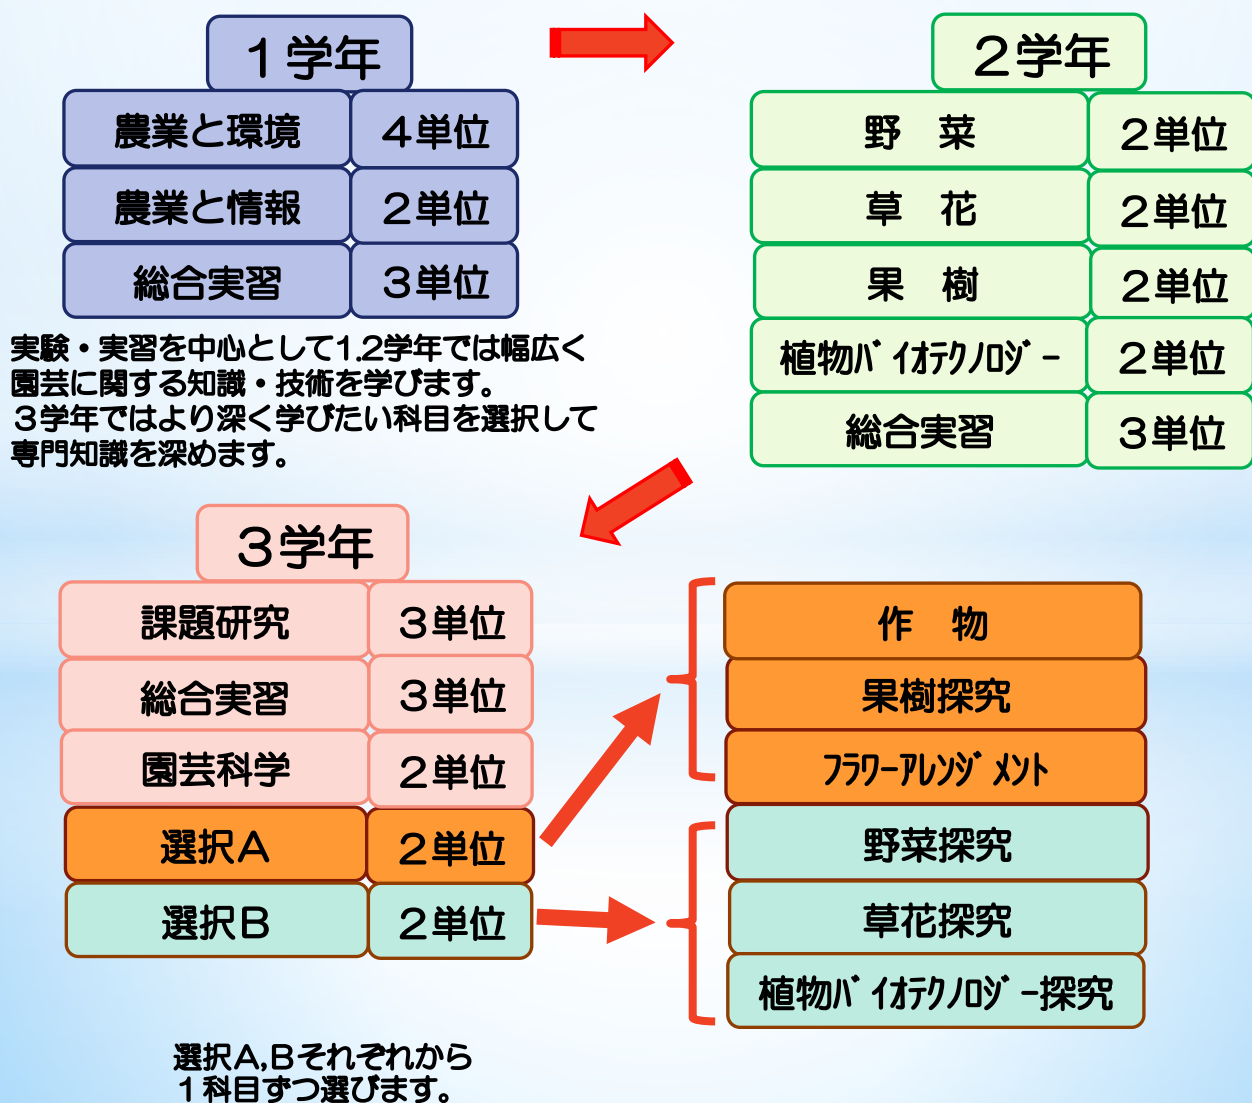 １学年
農業と環境 ４単位
農業と情報 ２単位
総合実習 ３単位
実験・実習を中心として1.2学年では幅広く
園芸に関する知識・技術を学びます。
３学年ではより深く学びたい科目を選択して
専門知識を深めます。
２学年
野　菜 ２単位
草　花 ２単位
果　樹 ２単位
植物ﾊﾞｲｵﾃｸﾉﾛｼﾞｰ ２単位
総合実習 ３単位
３学年
課題研究 ３単位
総合実習 ３単位
園芸科学 ２単位
選択Ａ ２単位
選択Ｂ ２単位
作　物
果樹探究
ﾌﾗﾜｰｱﾚﾝｼﾞﾒﾝﾄ
野菜探究
草花探究
植物ﾊﾞｲｵﾃｸﾉﾛｼﾞｰ探究
選択Ａ,Ｂそれぞれから
１科目ずつ選びます。